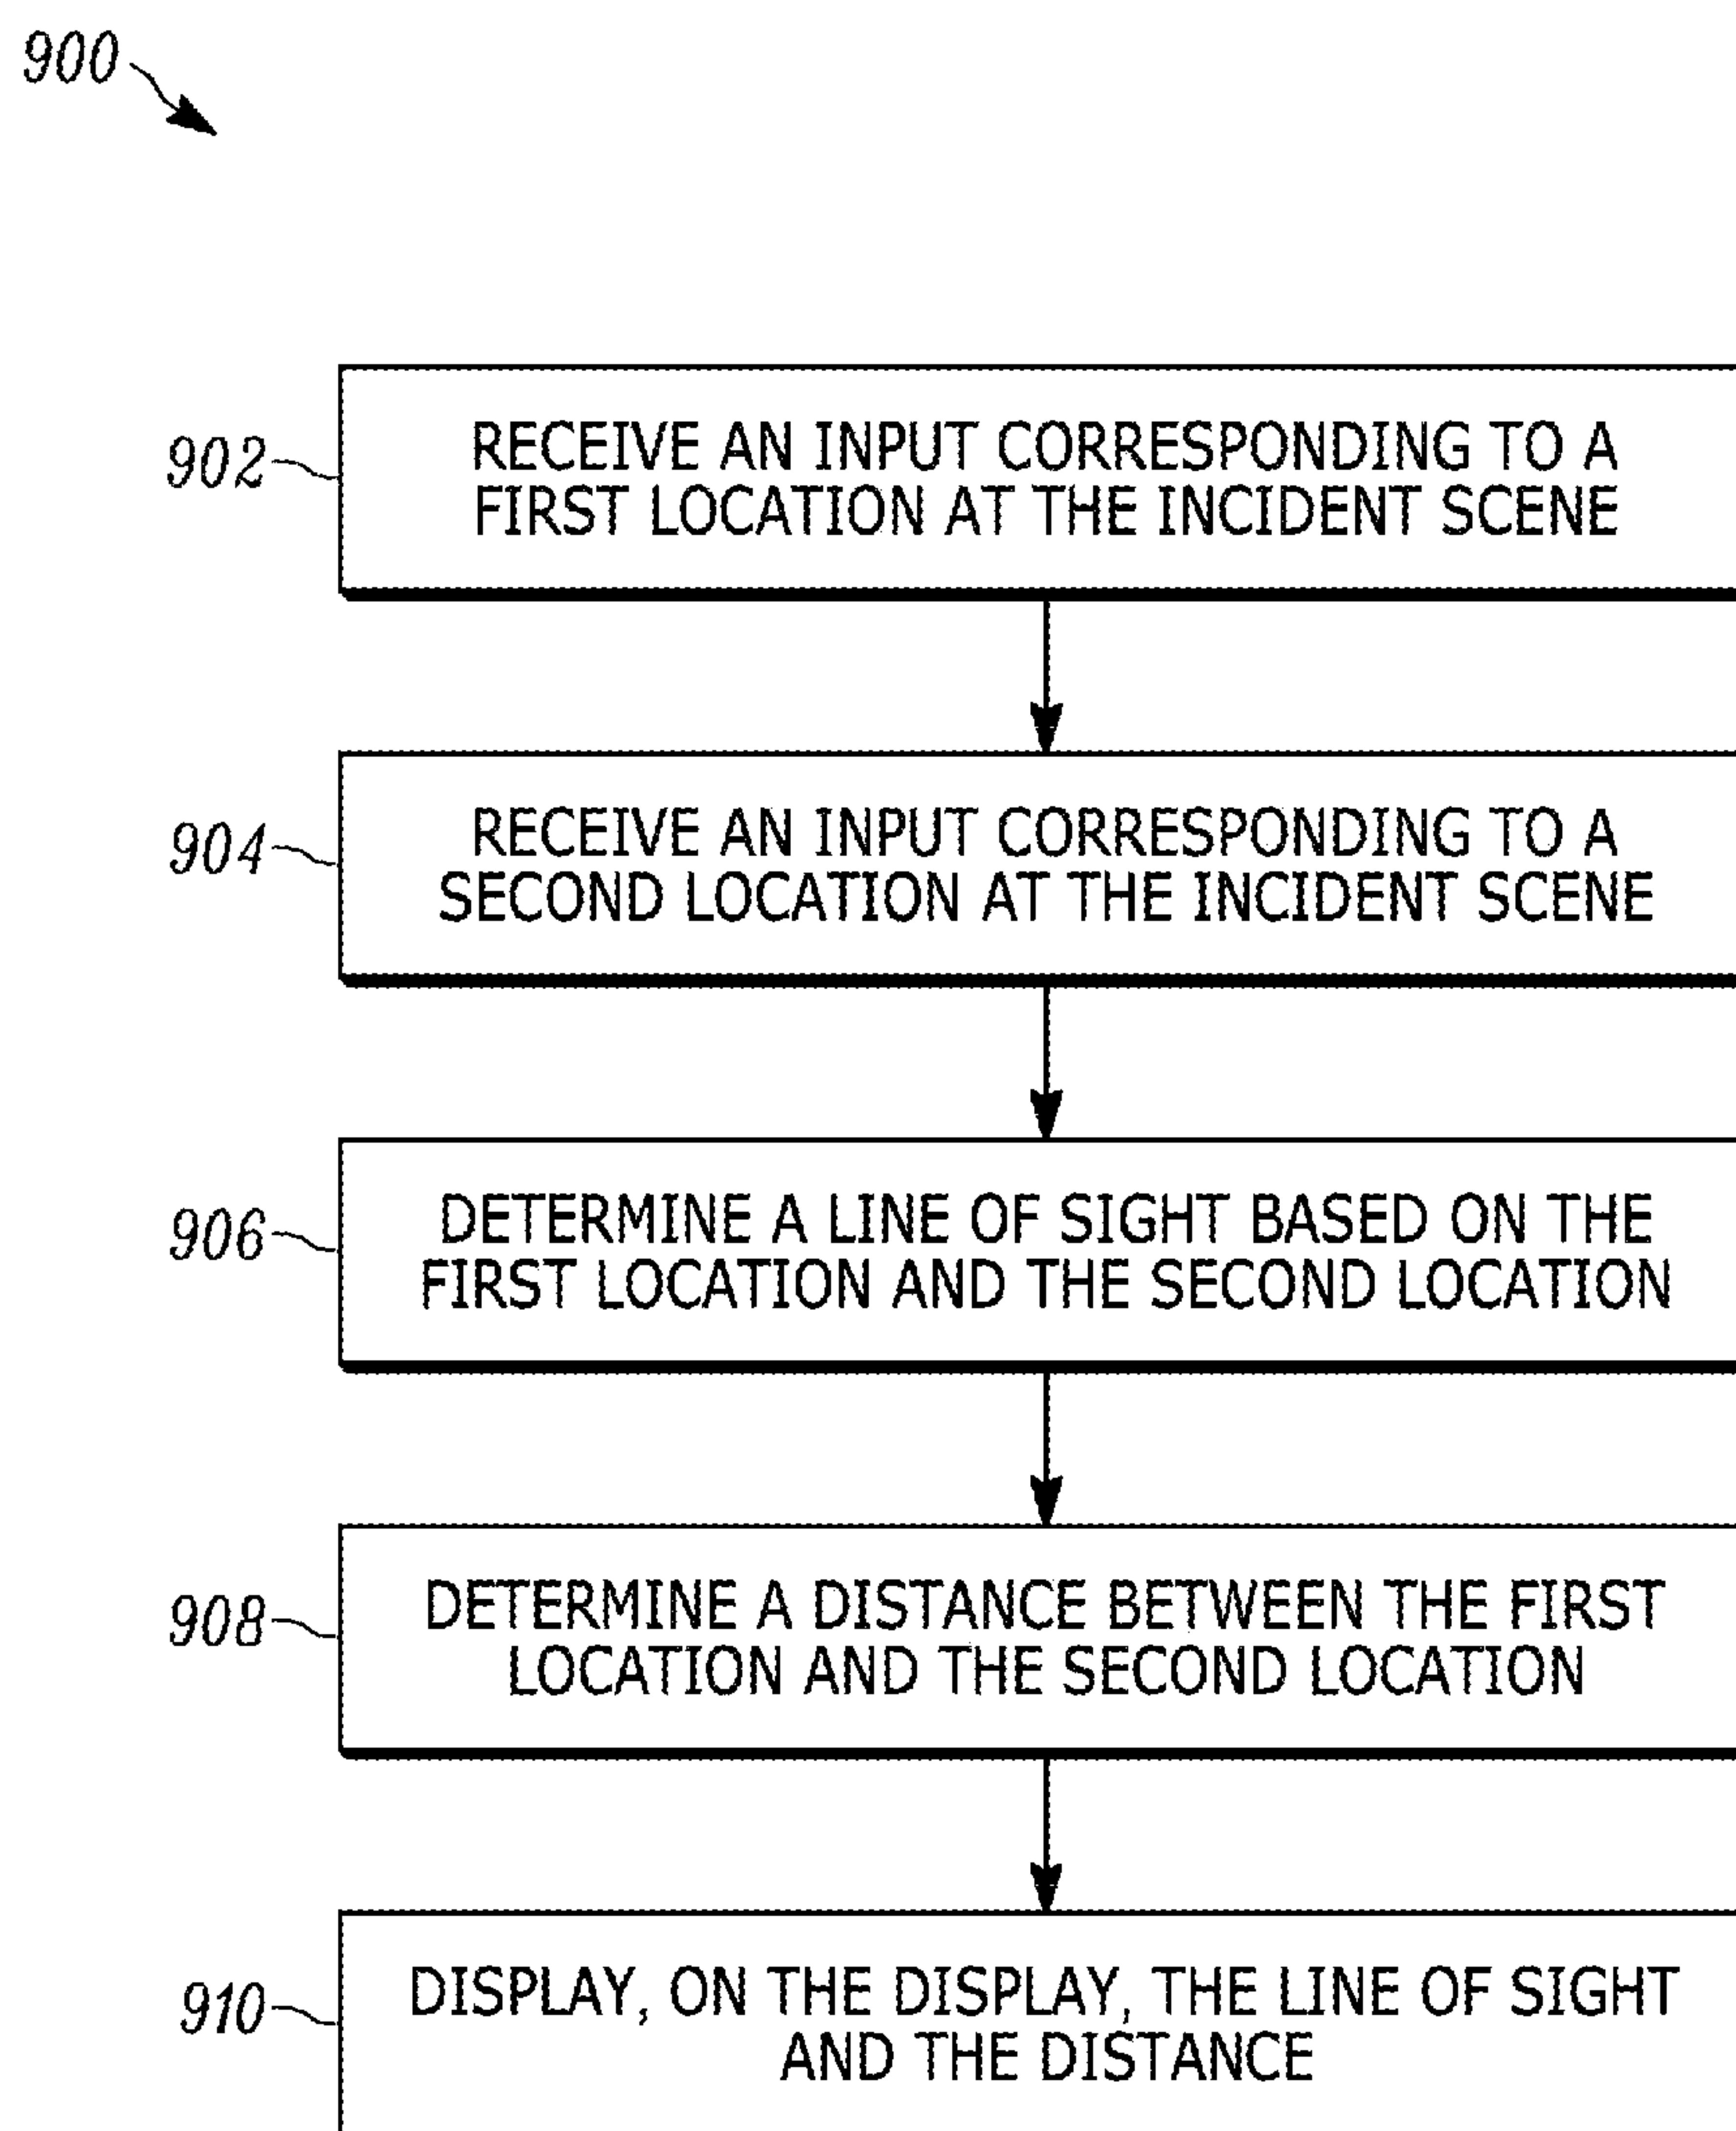 900
902
RECEIVE AN INPUT CORRESPONDING TO A
FIRST LOCATION AT THE INCIDENT SCENE
904
RECEIVE AN INPUT CORRESPONDING TO A
SECOND LOCATION AT THE INCIDENT SCENE
906
DETERMINE A LINE OF SIGHT BASED ON THE
FIRST LOCATION AND THE SECOND LOCATION
908
DETERMINE A DISTANCE BETWEEN THE FIRST
LOCATION AND THE SECOND LOCATION
910
DISPLAY, ON THE DISPLAY, THE LINE OF SIGHT
AND THE DISTANCE